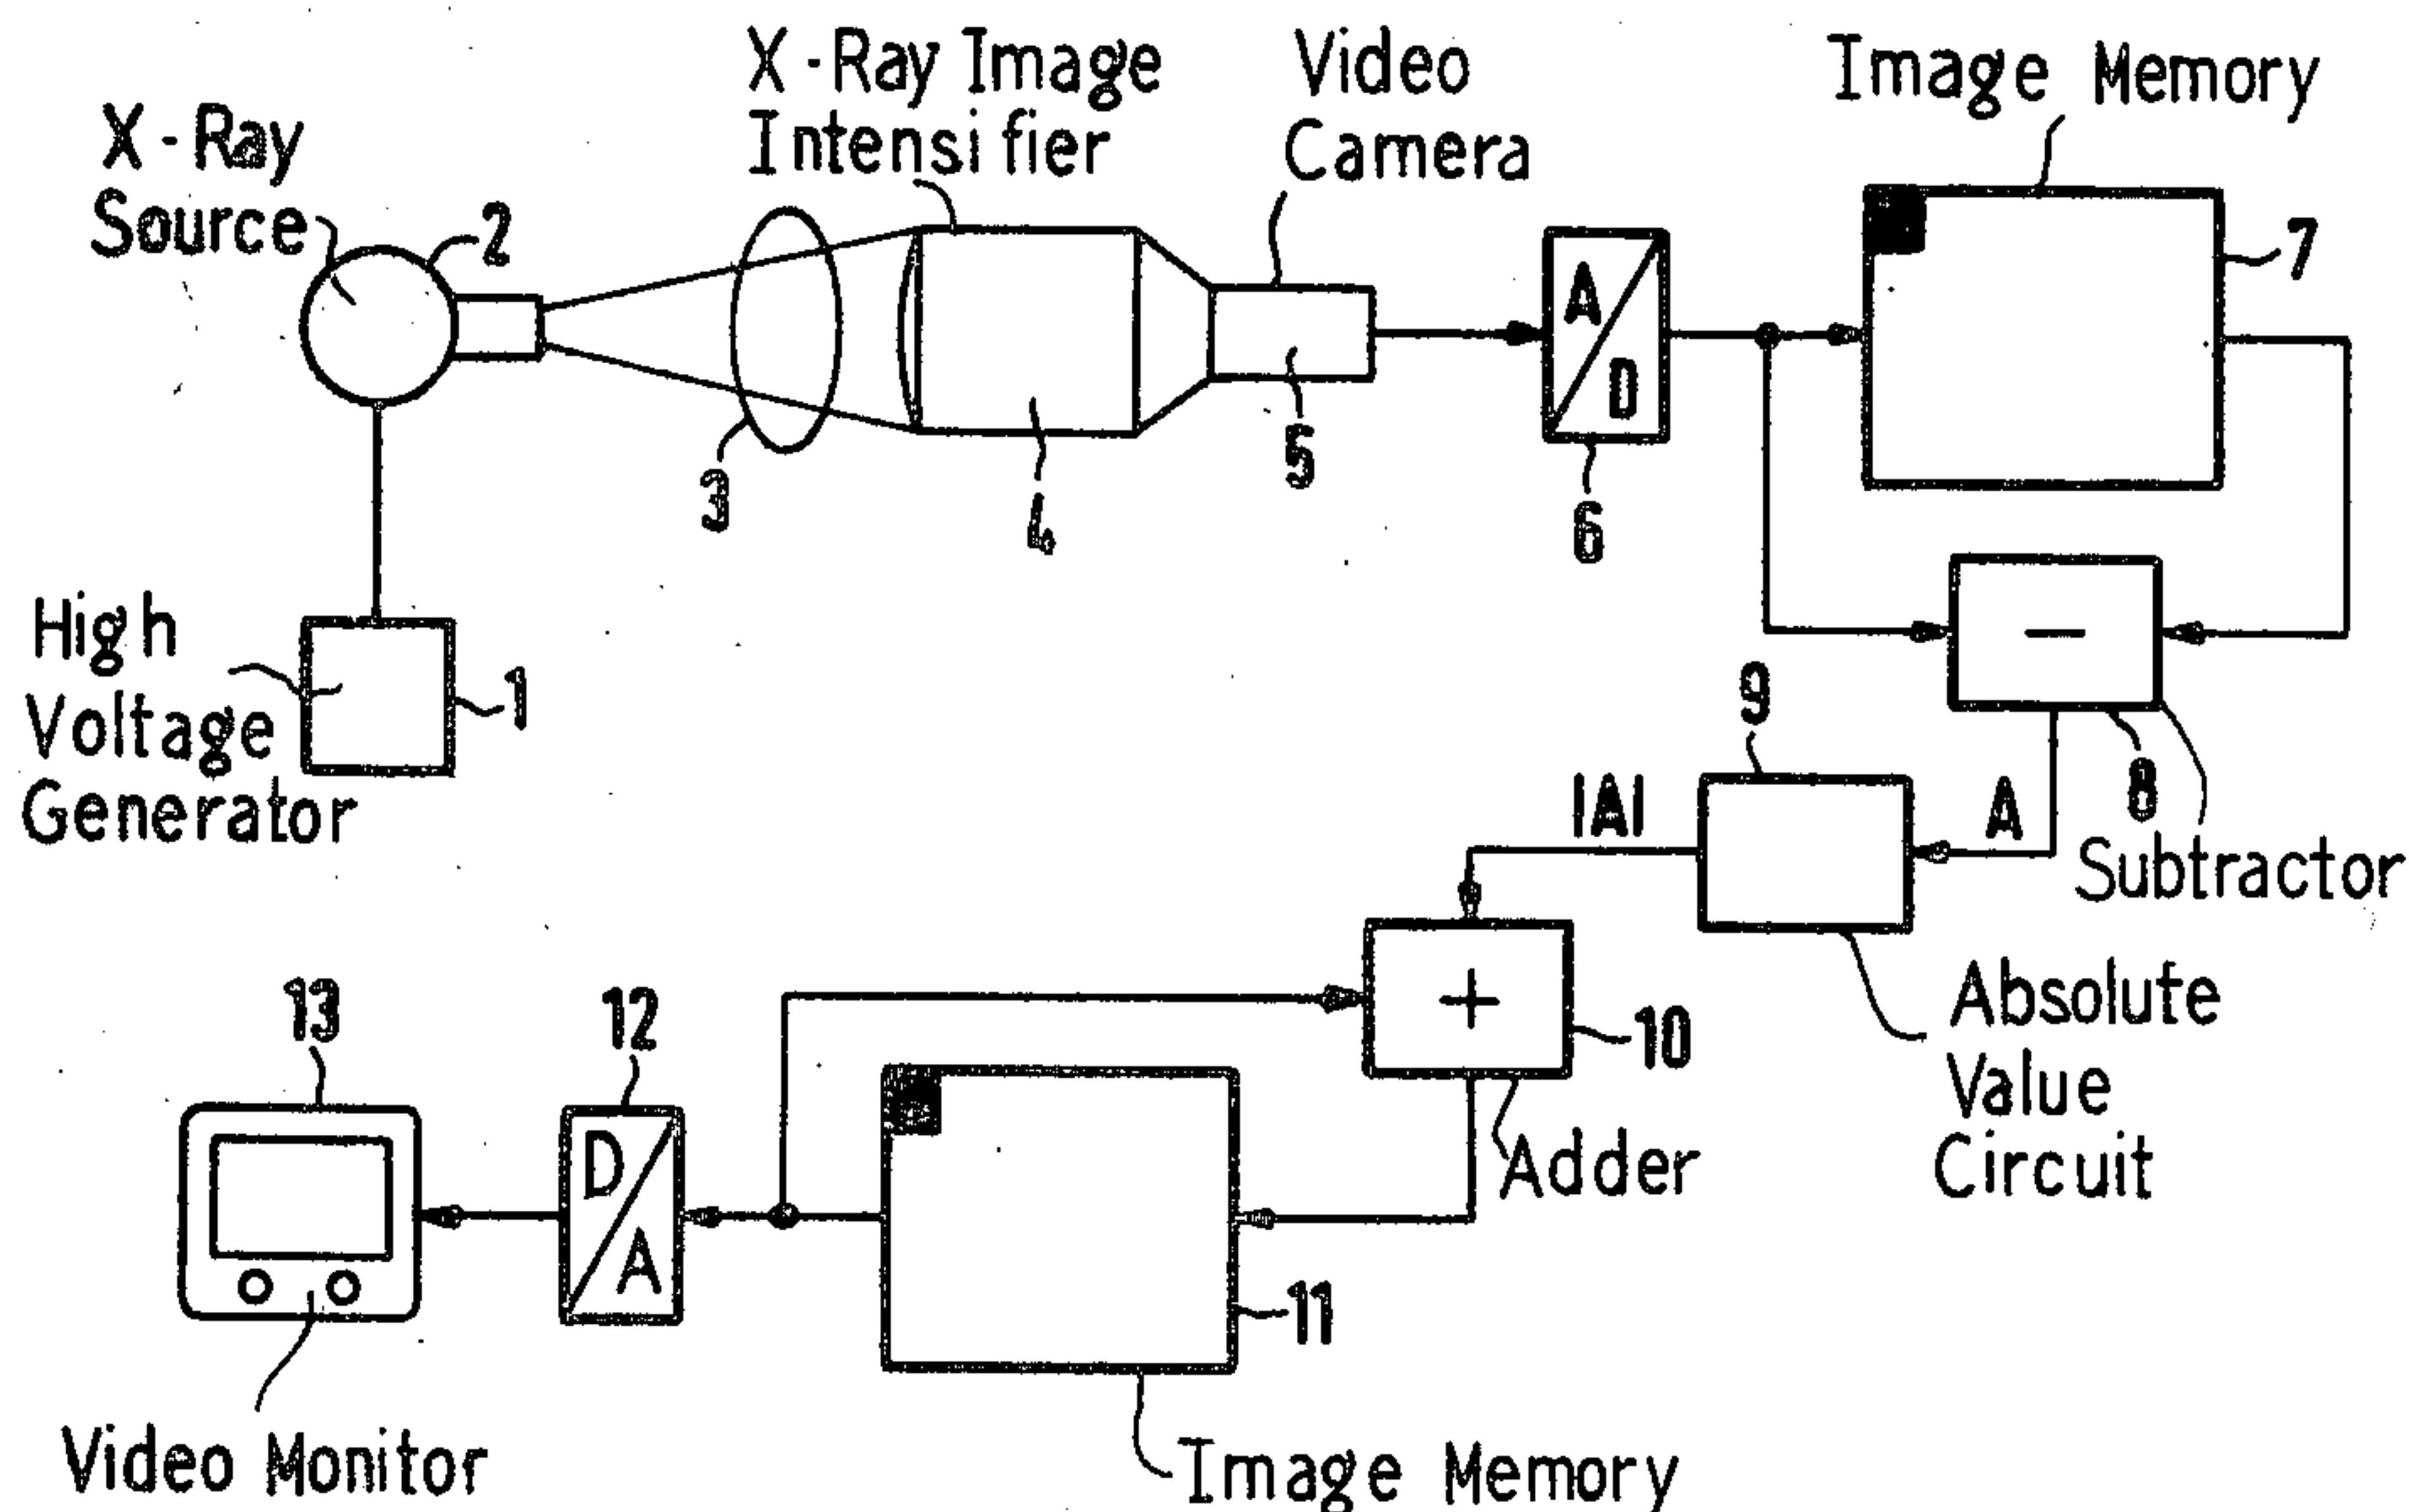 X-Ray
Source
2
X-Ray Image
Intensifier
Video
Camera
Image Memory
7
A
D
3
4
5
6
High
Voltage
Generator
1
−
8
Subtractor
A
9
|A|
Absolute
Value
Circuit
+
10
Adder
13
12
D
A
11
Video Monitor
Image Memory